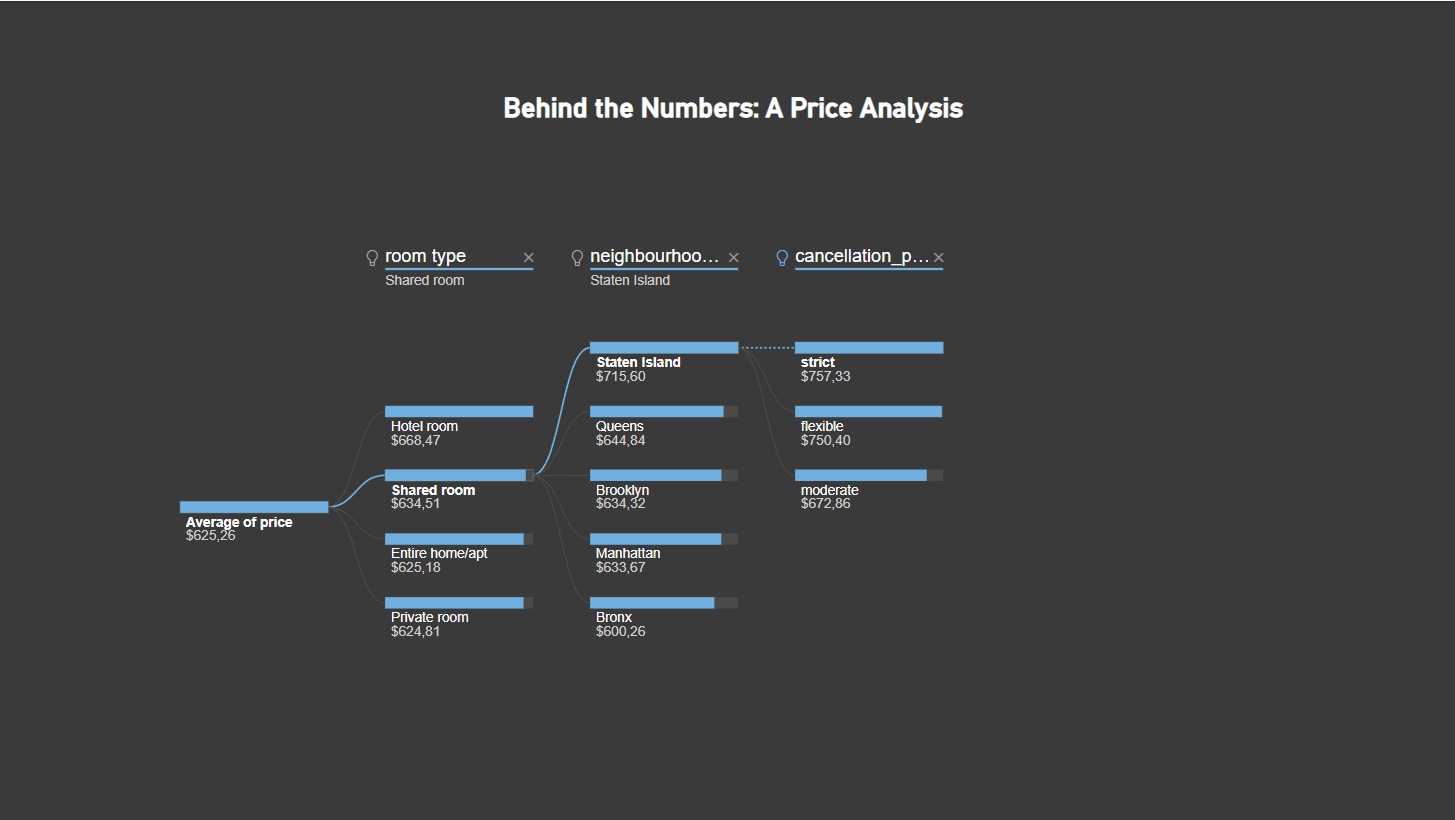 Behind the Numbers: A Price Analysis
room type ×
Shared room
neighbourhoo... ×
Staten Island
cancellation_p... ×
Average of price
$625,26
Hotel room
$668,47
Shared room
$634,51
Entire home/apt
$625,18
Private room
$624,81
Staten Island
$715,60
Queens
$644,84
Brooklyn
$634,32
Manhattan
$633,67
Bronx
$600,26
strict
$757,33
flexible
$750,40
moderate
$672,86